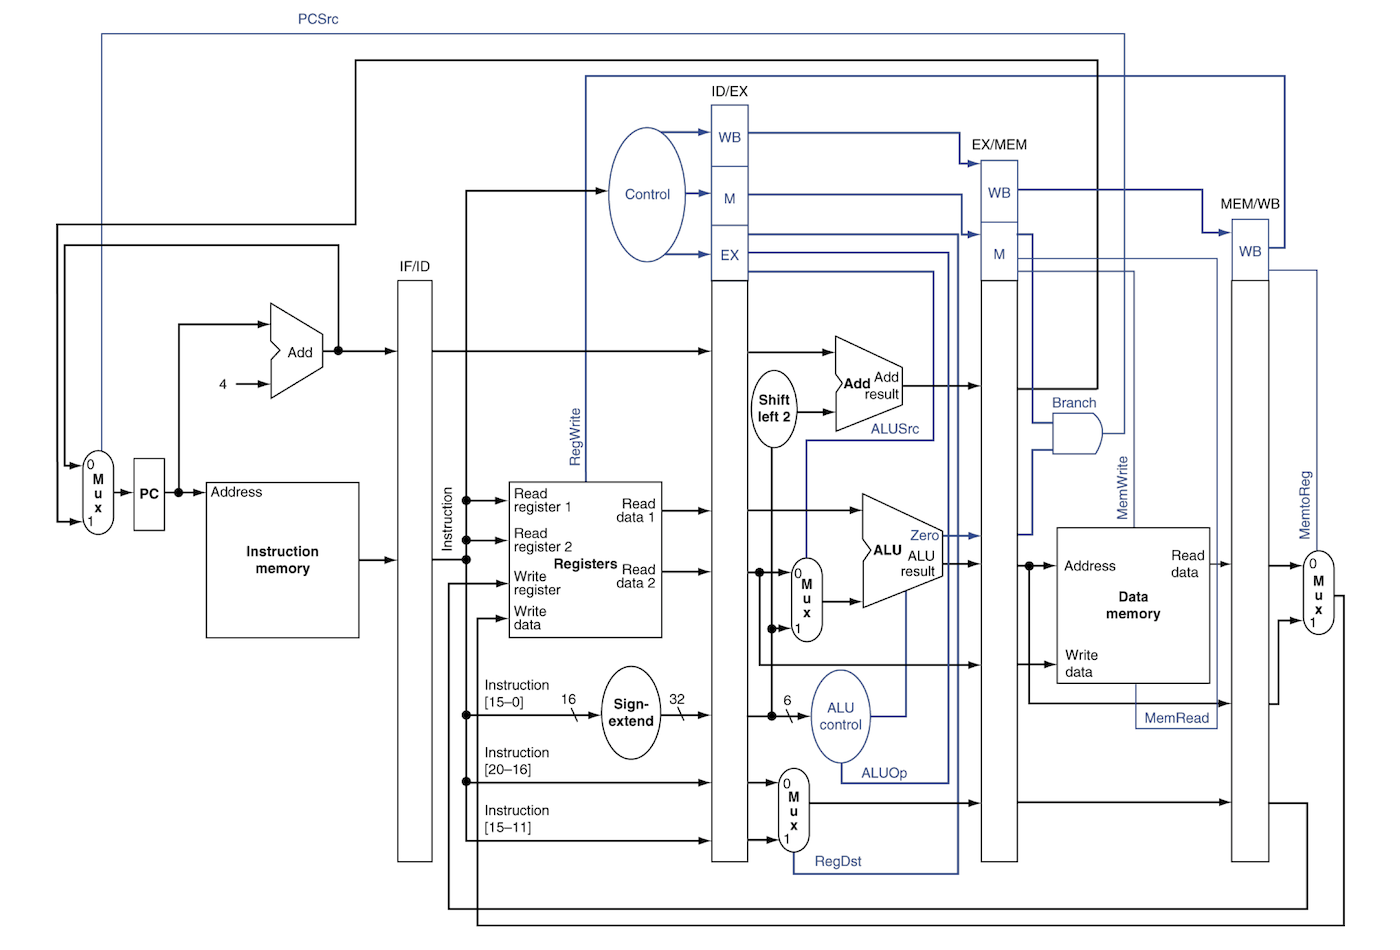 PCSrc
ID/EX
WB
EX/MEM
Control
M
WB
MEM/WB
EX
M
WB
IF/ID
Add
4
Add Add
result
Shift
left 2
ALUSrc
Branch
RegWrite
MemWrite
MemtoReg
0
M
u
x
1
PC
Address
Instruction
memory
Instruction
Read
register 1
Read
data 1
Read
register 2
Registers
Read
data 2
Write
register
Write
data
0
M
u
x
1
Zero
ALU
ALU
result
Address
Read
data
Data
memory
Write
data
0
M
u
x
1
Instruction
[15–0]
16
Sign-
extend
32
6
ALU
control
MemRead
Instruction
[20–16]
ALUOp
0
M
u
x
1
Instruction
[15–11]
RegDst